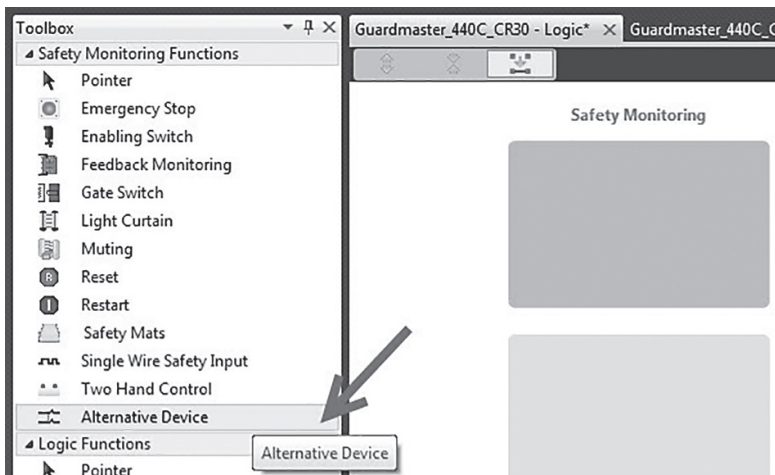 Toolbox
Safety Monitoring Functions
Pointer
Emergency Stop
Enabling Switch
Feedback Monitoring
Gate Switch
Light Curtain
Muting
R
Reset
Restart
Safety Mats
Single Wire Safety Input
Two Hand Control
Alternative Device
Logic Functions
Pointer
Alternative Device
Guardmaster_440C_CR30 - Logic*
Guardmaster_440C_C
Safety Monitoring